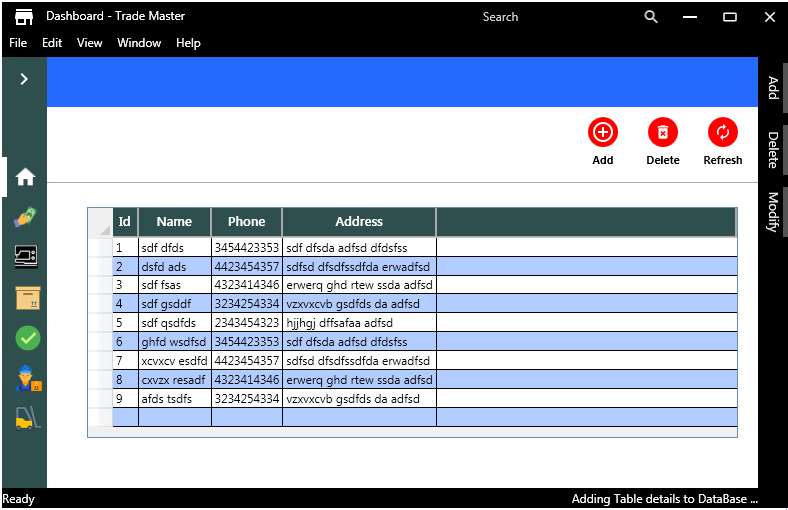 Dashboard - Trade Master
Search
File Edit View Window Help
Add
Delete
Modify
Add Delete Refresh
Id Name Phone Address
1 sdf dfds 3454423353 sdf dfsda adfsd dfdsfss
2 dsfd ads 4423454357 sdfsd dfsdfssdfda erwadfsd
3 sdf fsas 4323414346 erwerq ghd rtew ssda adfsd
4 sdf gsddf 3234254334 vzxvxcvb gsdfds da adfsd
5 sdf qsdfds 2343454323 hjjhgj dffsafaa adfsd
6 ghfd wsdfsd 3454423353 sdf dfsda adfsd dfdsfss
7 xcvxcv esdfd 4423454357 sdfsd dfsdfssdfda erwadfsd
8 cxvzx resadf 4323414346 erwerq ghd rtew ssda adfsd
9 afds tsdfs 3234254334 vzxvxcvb gsdfds da adfsd
Ready
Adding Table details to DataBase ...